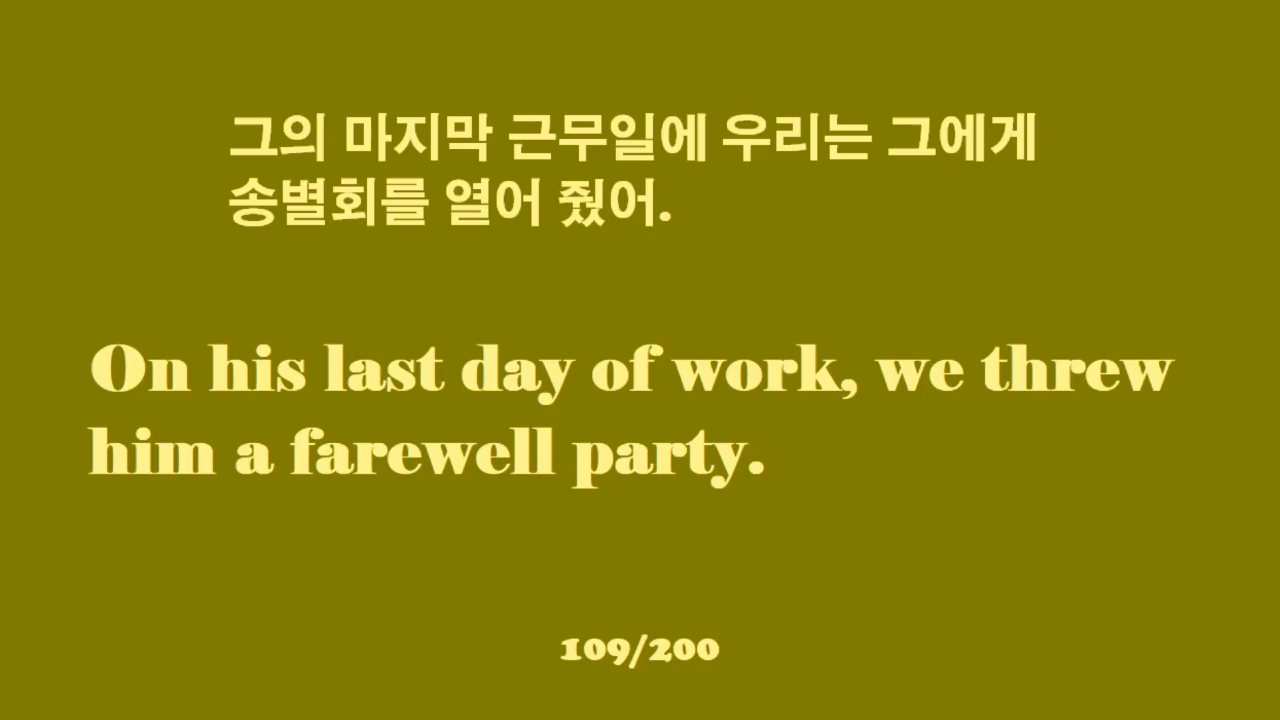 그의 마지막 근무일에 우리는 그에게
송별회를 열어 줬어.
On his last day of work, we threw
him a farewell party.
109/200